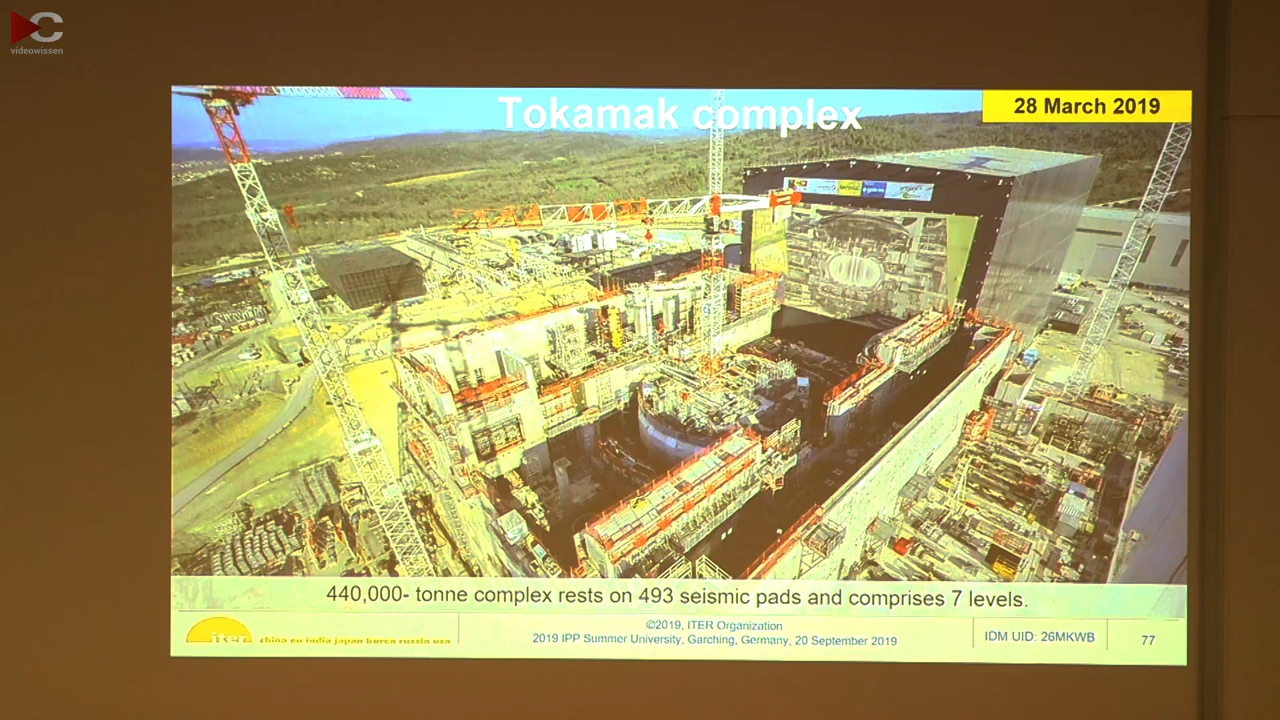 videowissen
Tokamak complex
28 March 2019
440,000- tonne complex rests on 493 seismic pads and comprises 7 levels.
iter
china eu india japan korea russia usa
©2019, ITER Organization
2019 IPP Summer University, Garching, Germany, 20 September 2019
IDM UID: 26MKWB
77